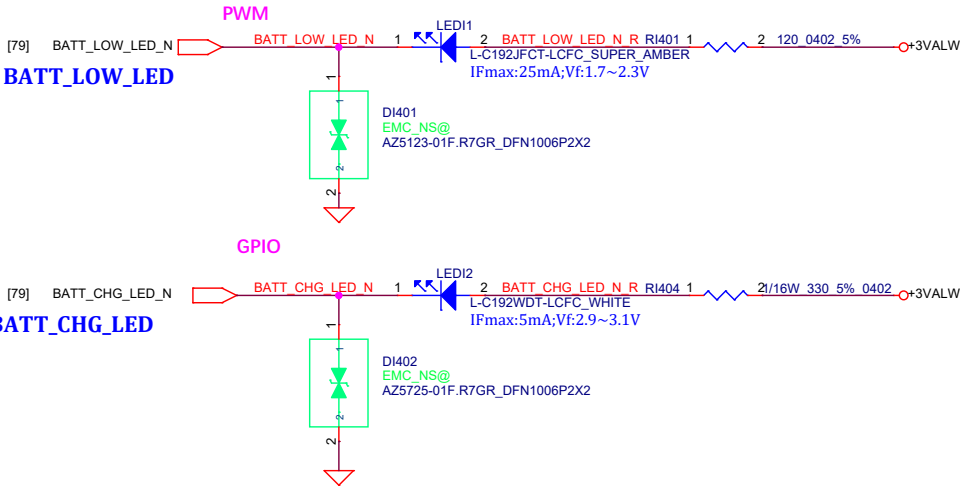 PWM
[79] BATT_LOW_LED_N BATT_LOW_LED_N 1 LEDI1 2 BATT_LOW_LED_N_R RI401 1 2 120_0402_5% +3VALW
L-C192JFCT-LCFC_SUPER_AMBER
BATT_LOW_LED
IFmax:25mA;Vf:1.7~2.3V
1
1
DI401
EMC_NS@
AZ5123-01F.R7GR_DFN1006P2X2
2
2
GPIO
[79] BATT_CHG_LED_N BATT_CHG_LED_N 1 LEDI2 2 BATT_CHG_LED_N_R RI404 1 2 1/16W_330_5%_0402 +3VALW
L-C192WDT-LCFC_WHITE
BATT_CHG_LED
IFmax:5mA;Vf:2.9~3.1V
1
1
DI402
EMC_NS@
AZ5725-01F.R7GR_DFN1006P2X2
2
2